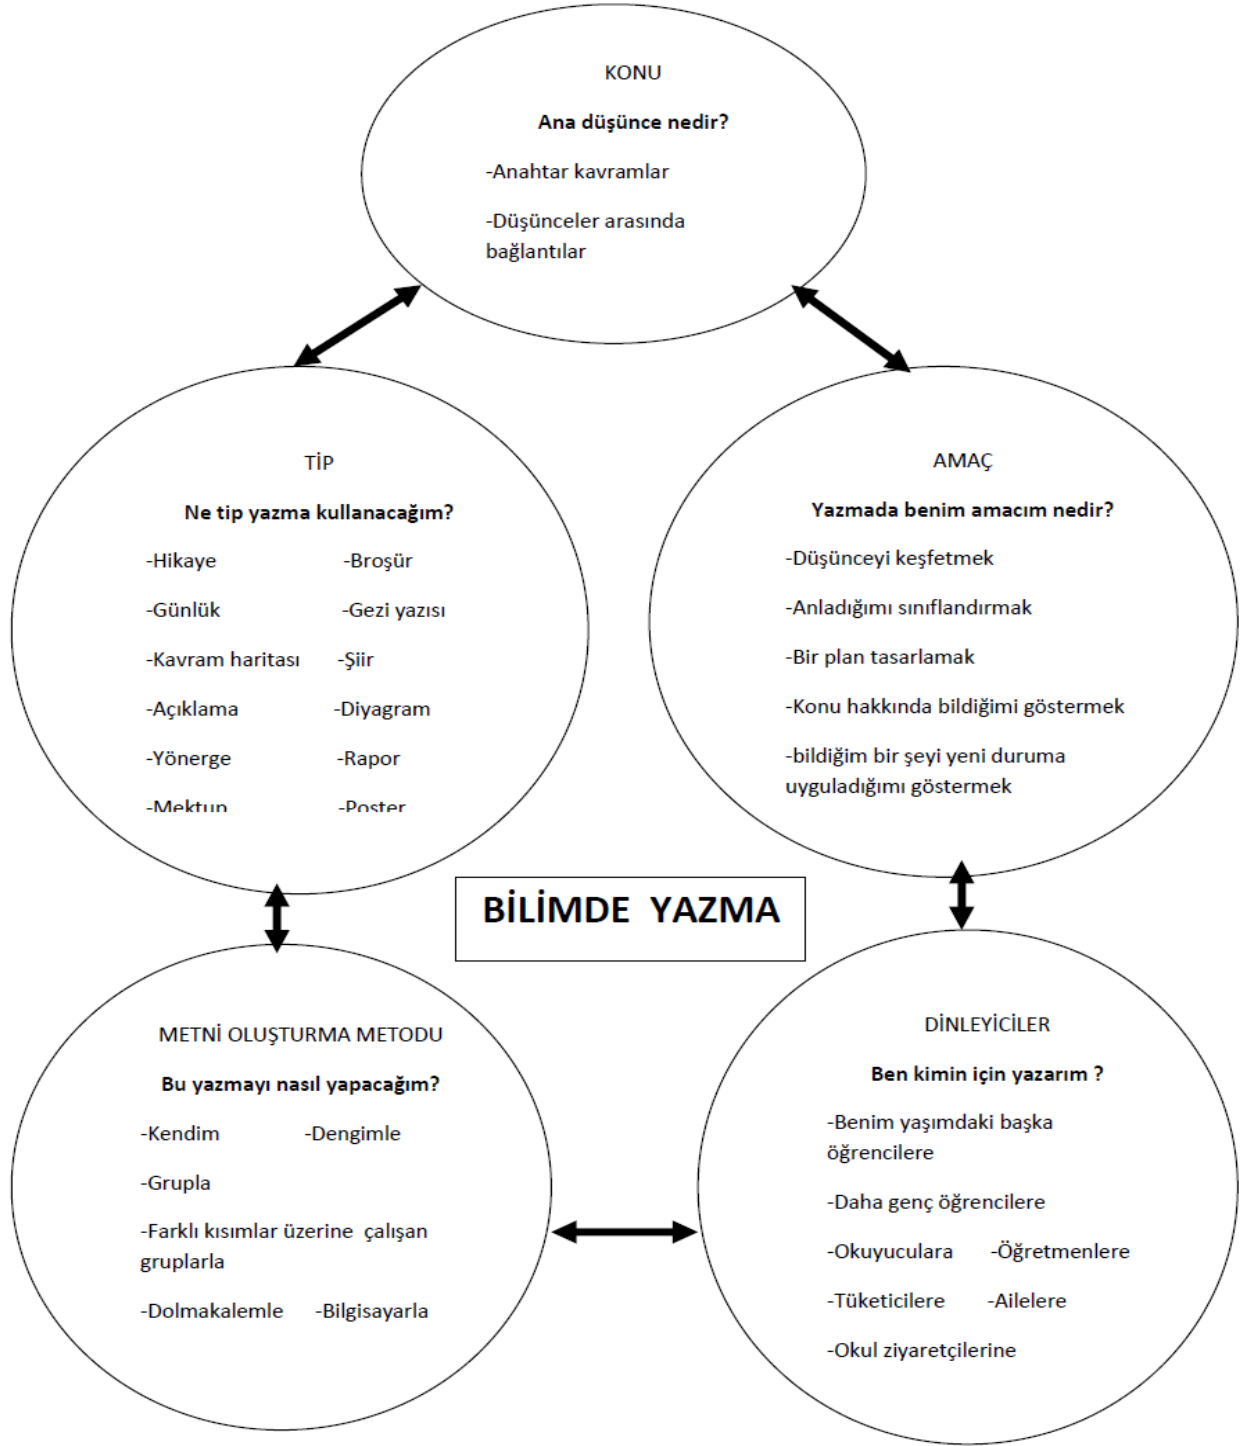 KONU
Ana düşünce nedir?
-Anahtar kavramlar
-Düşünceler arasında
bağlantılar
TİP
Ne tip yazma kullanacağım?
-Hikaye -Broşür
-Günlük -Gezi yazısı
-Kavram haritası -Şiir
-Açıklama -Diyagram
-Yönerge -Rapor
-Mektup -Poster
AMAÇ
Yazmada benim amacım nedir?
-Düşünceyi keşfetmek
-Anladığımı sınıflandırmak
-Bir plan tasarlamak
-Konu hakkında bildiğimi göstermek
-bildiğim bir şeyi yeni duruma
uyguladığımı göstermek
BİLİMDE YAZMA
METNİ OLUŞTURMA METODU
Bu yazmayı nasıl yapacağım?
-Kendim -Dengimle
-Grupla
-Farklı kısımlar üzerine çalışan
gruplarla
-Dolmakalemle -Bilgisayarla
DİNLEYİCİLER
Ben kimin için yazarım ?
-Benim yaşımdaki başka
öğrencilere
-Daha genç öğrencilere
-Okuyuculara -Öğretmenlere
-Tüketicilere -Ailelere
-Okul ziyaretçilerine